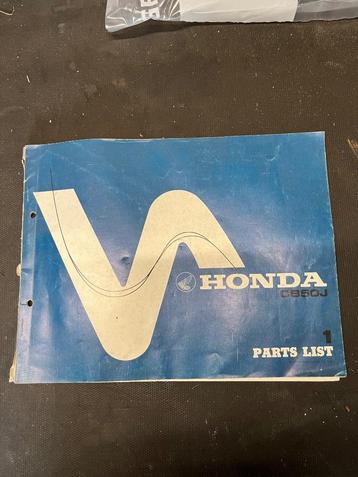 HONDA
CB50J
1
PARTS LIST